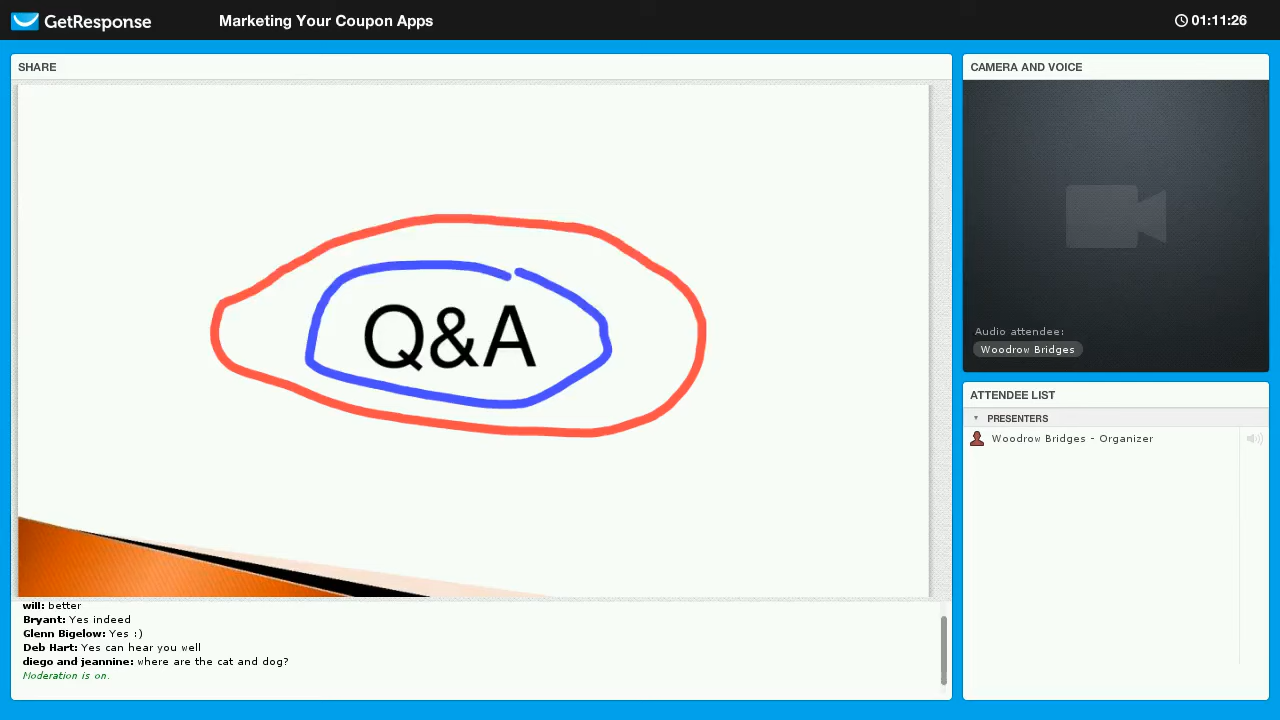 GetResponse
Marketing Your Coupon Apps
01:11:26
SHARE
Q&A
will: better
Bryant: Yes indeed
Glenn Bigelow: Yes :)
Deb Hart: Yes can hear you well
diego and jeannine: where are the cat and dog?
Moderation is on.
CAMERA AND VOICE
Audio attendee:
Woodrow Bridges
ATTENDEE LIST
PRESENTERS
Woodrow Bridges - Organizer